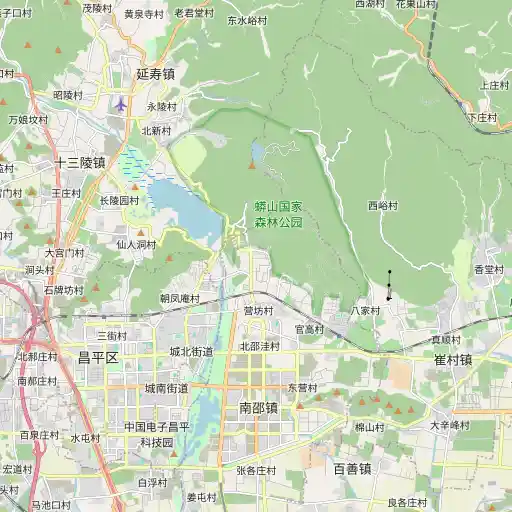 茂陵村
老君堂村
西湖村
花果山村
黄泉寺村
东水峪村
延寿镇
上庄村
昭陵村
永陵村
下庄村
万娘坟村
北新村
十三陵镇
王庄村
长陵园村
蟒山国家
森林公园
西峪村
仙人洞村
大宫门村
香堂村
涧头村
石牌坊村
朝凤庵村
营坊村
八家村
官高村
三街村
真顺村
北邵洼村
北郝庄村
昌平区
城北街道
崔村镇
南郝庄村
城南街道
东营村
南邵镇
中国电子昌平
科技园
棉山村
大辛峰村
百泉庄村
水屯村
宏道村
张各庄村
百善镇
白浮村
马池口村
姜屯村
良各庄村